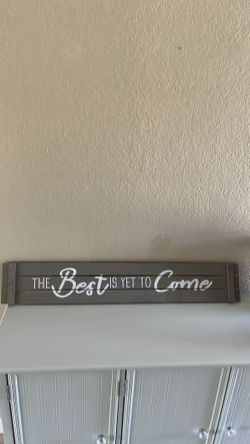 THE Best IS YET TO Come